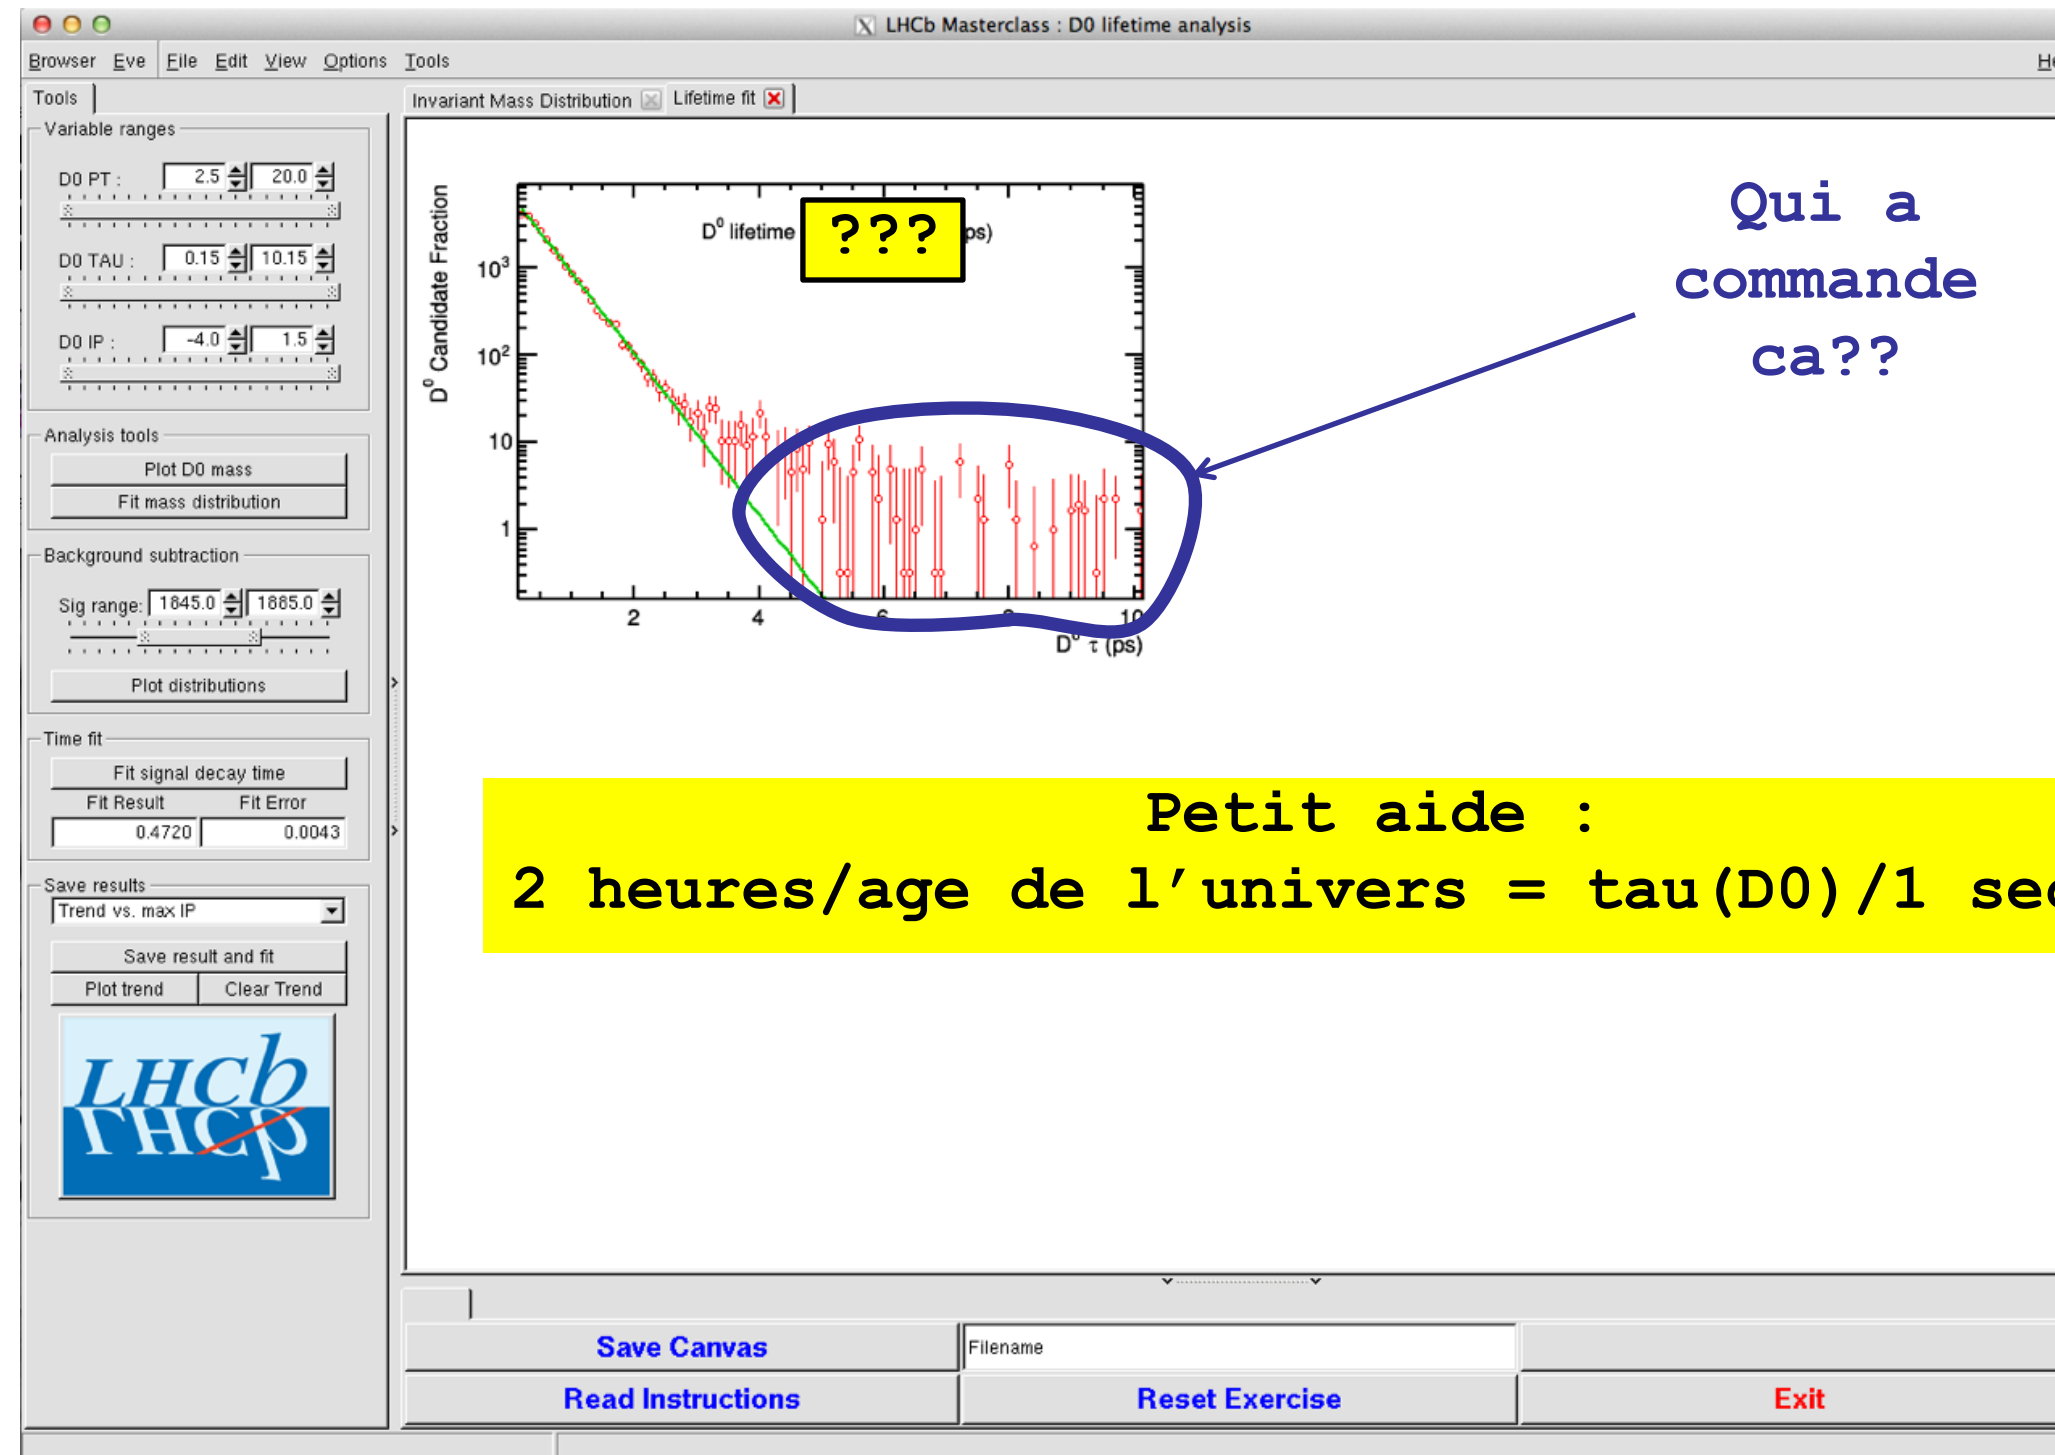 LHCb Masterclass : D0 lifetime analysis
Browser Eve File Edit View Options Tools
Tools
Invariant Mass Distribution Lifetime fit
Variable ranges
D0 PT : 2.5 20.0
D0 TAU : 0.15 10.15
D0 IP : -4.0 1.5
Analysis tools
Plot D0 mass
Fit mass distribution
Background subtraction
Sig range: 1845.0 1885.0
Plot distributions
Time fit
Fit signal decay time
Fit Result Fit Error
0.4720 0.0043
Save results
Trend vs. max IP
Save result and fit
Plot trend Clear Trend
LHCb
D⁰ Candidate Fraction
D⁰ lifetime ??? ps)
10³
10²
10
1
2 4 6 8 10
D⁰ τ (ps)
Qui a
commande
ca??
Petit aide :
2 heures/age de l’univers = tau(D0)/1 sec
Save Canvas Filename
Read Instructions Reset Exercise Exit